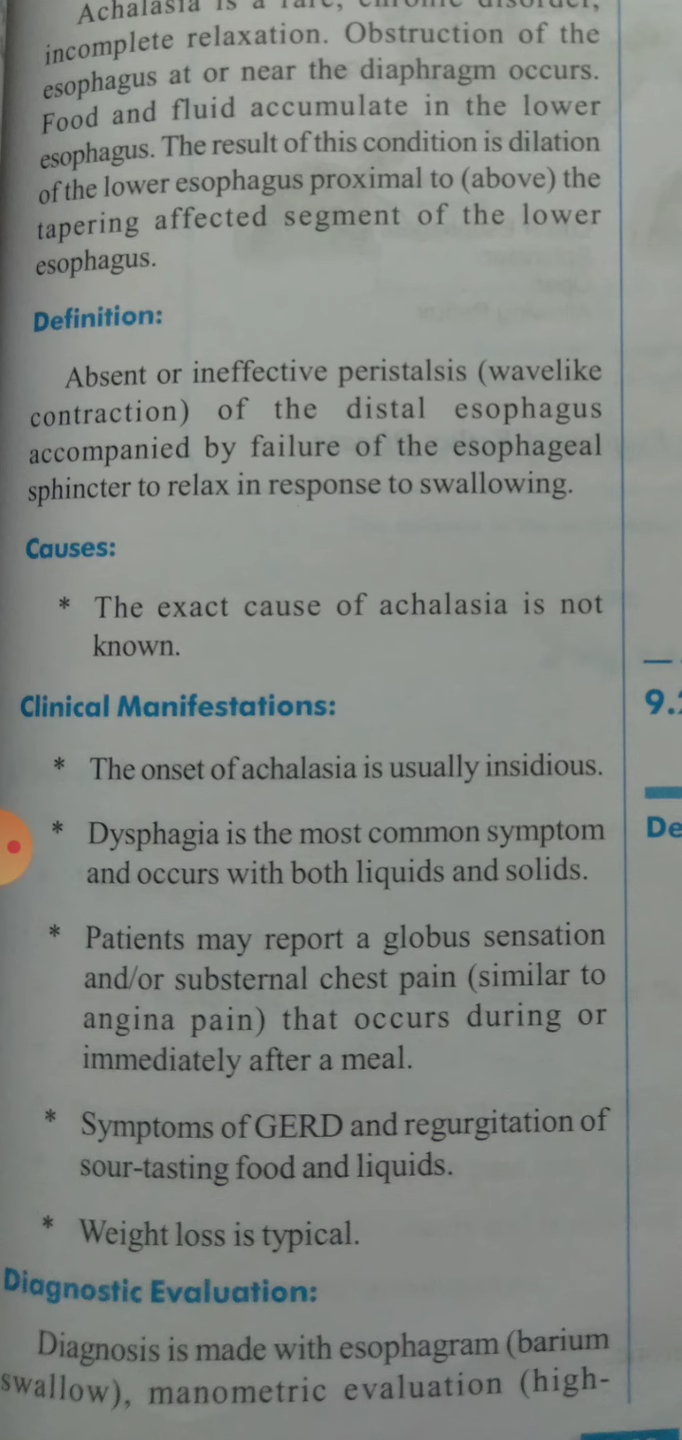 Achalasia is a rare, chronic disorder,
incomplete relaxation. Obstruction of the
esophagus at or near the diaphragm occurs.
Food and fluid accumulate in the lower
esophagus. The result of this condition is dilation
of the lower esophagus proximal to (above) the
tapering affected segment of the lower
esophagus.
Definition:
Absent or ineffective peristalsis (wavelike
contraction) of the distal esophagus
accompanied by failure of the esophageal
sphincter to relax in response to swallowing.
Causes:
* The exact cause of achalasia is not
known.
Clinical Manifestations:
* The onset of achalasia is usually insidious.
* Dysphagia is the most common symptom
and occurs with both liquids and solids.
* Patients may report a globus sensation
and/or substernal chest pain (similar to
angina pain) that occurs during or
immediately after a meal.
* Symptoms of GERD and regurgitation of
sour-tasting food and liquids.
* Weight loss is typical.
Diagnostic Evaluation:
Diagnosis is made with esophagram (barium
swallow), manometric evaluation (high-
9.
De